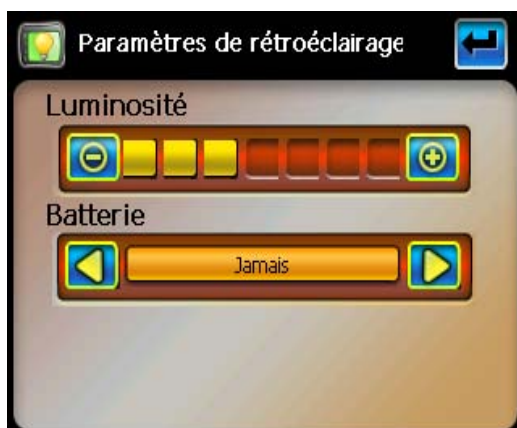 Paramètres de rétroéclairage
Luminosité
Batterie
Jamais